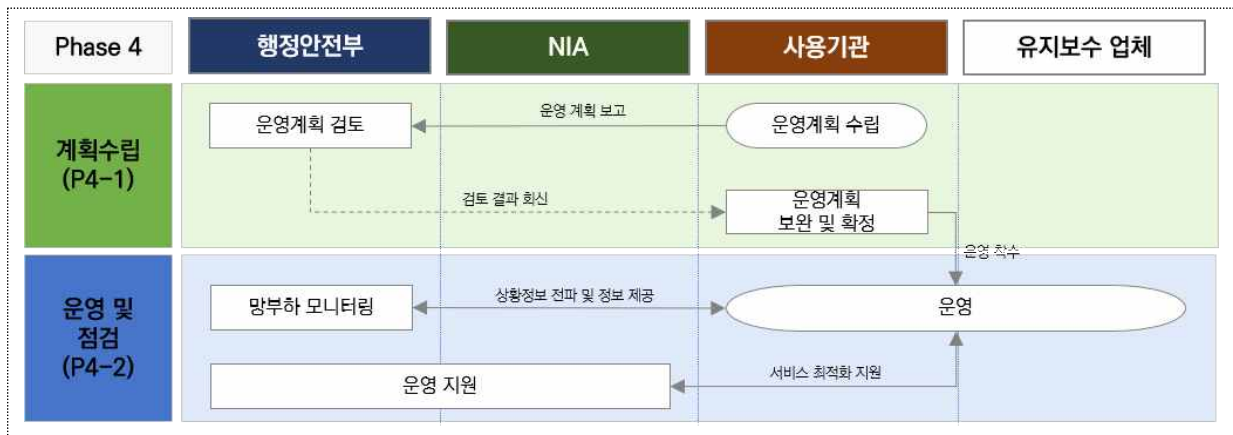 Phase 4
행정안전부
NIA
사용기관
유지보수 업체
계획수립
(P4-1)
운영계획 검토
운영 계획 보고
운영계획 수립
검토 결과 회신
운영계획
보완 및 확정
운영 착수
운영 및
점검
(P4-2)
망부하 모니터링
상황정보 전파 및 정보 제공
운영
운영 지원
서비스 최적화 지원